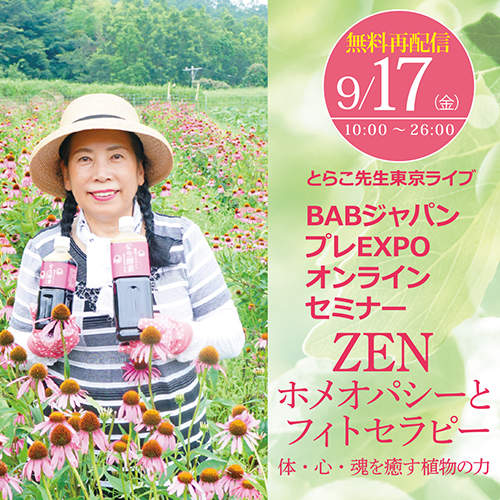 無料再配信
9/17（金）
10:00 ～ 26:00
とらこ先生東京ライブ
BABジャパン
プレEXPO
オンライン
セミナー
ZEN
ホメオパシーと
フィトセラピー
体・心・魂を癒す植物の力